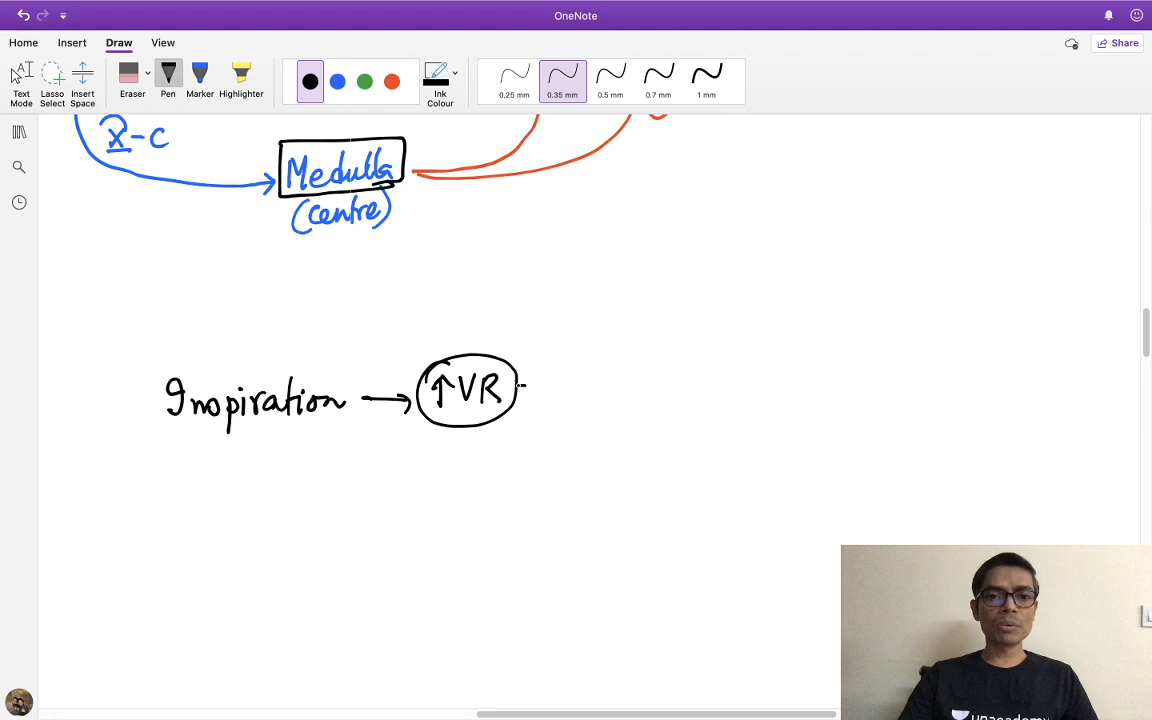 OneNote
Home Insert Draw View
Share
Text Mode
Lasso Select
Insert Space
Eraser
Pen
Marker
Highlighter
Ink Colour
0.25 mm
0.35 mm
0.5 mm
0.7 mm
1 mm
X-C
Medulla
(centre)
Inspiration → ↑VR -
unacademy